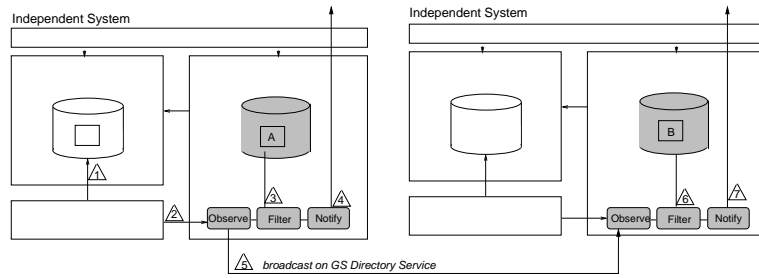 Independent System
Independent System
A
B
1
2
3
4
6
7
Observe
Filter
Notify
Observe
Filter
Notify
5
broadcast on GS Directory Service